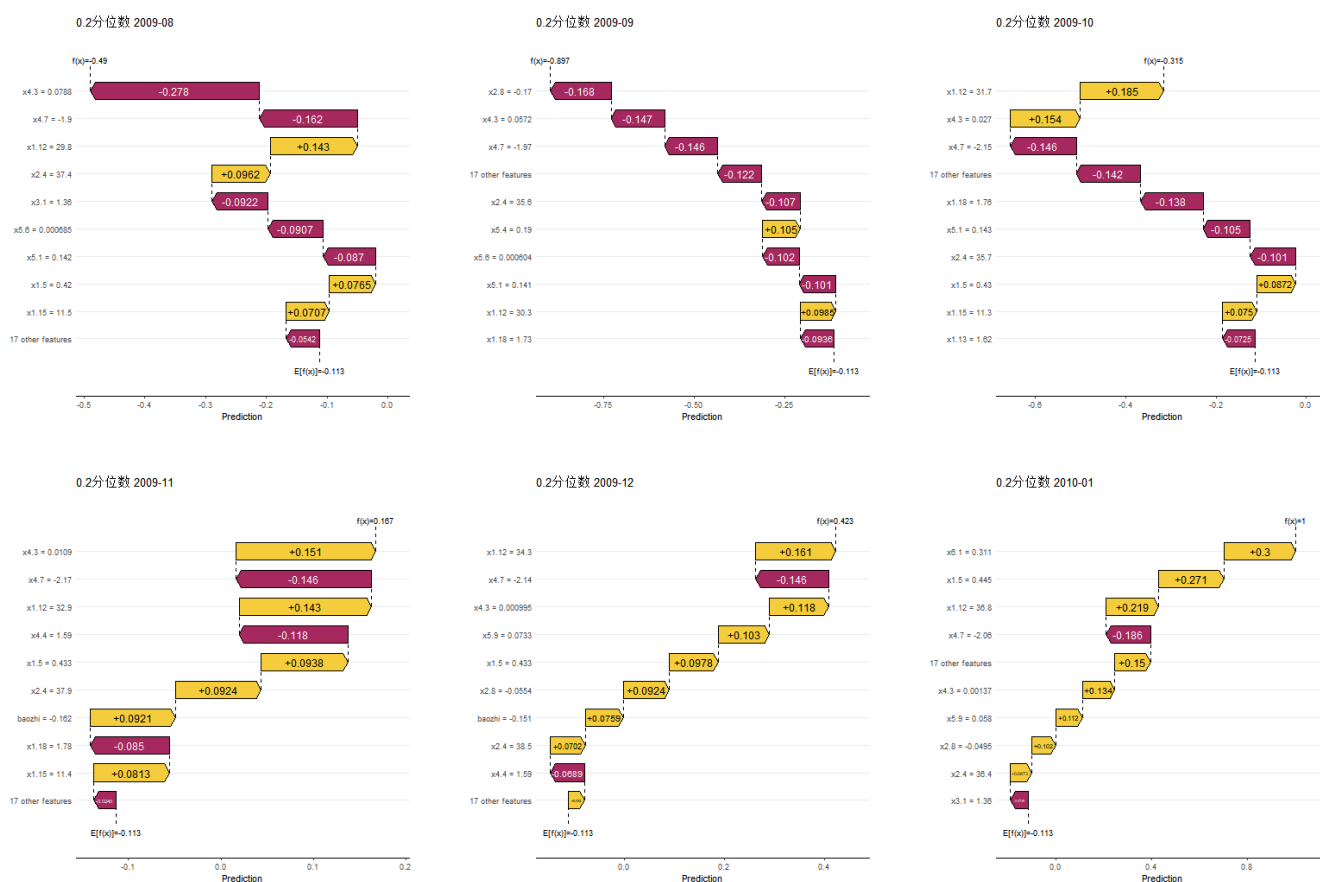 0.2分位数 2009-08
f(x)=-0.49
x4.3 = 0.0788
-0.278
x4.7 = -1.9
-0.162
x1.12 = 29.8
+0.143
x2.4 = 37.4
+0.0962
x3.1 = 1.36
-0.0922
x5.6 = 0.000685
-0.0907
x5.1 = 0.142
-0.087
x1.5 = 0.42
+0.0765
x1.15 = 11.5
+0.0707
17 other features
-0.0542
E[f(x)]=-0.113
-0.5 -0.4 -0.3 -0.2 -0.1 0.0
Prediction
0.2分位数 2009-09
f(x)=-0.897
x2.8 = -0.17
-0.168
x4.3 = 0.0572
-0.147
x4.7 = -1.97
-0.146
17 other features
-0.122
x2.4 = 35.6
-0.107
x5.4 = 0.19
+0.105
x5.6 = 0.000604
-0.102
x5.1 = 0.141
-0.101
x1.12 = 30.3
+0.0985
x1.18 = 1.73
-0.0936
E[f(x)]=-0.113
-0.75 -0.50 -0.25
Prediction
0.2分位数 2009-10
f(x)=-0.315
x1.12 = 31.7
+0.185
x4.3 = 0.027
+0.154
x4.7 = -2.15
-0.146
17 other features
-0.142
x1.18 = 1.76
-0.138
x5.1 = 0.143
-0.105
x2.4 = 35.7
-0.101
x1.5 = 0.43
+0.0872
x1.15 = 11.3
+0.075
x1.13 = 1.62
-0.0725
E[f(x)]=-0.113
-0.6 -0.4 -0.2 0.0
Prediction
0.2分位数 2009-11
f(x)=0.167
x4.3 = 0.0109
+0.151
x4.7 = -2.17
-0.146
x1.12 = 32.9
+0.143
x4.4 = 1.59
-0.118
x1.5 = 0.433
+0.0938
x2.4 = 37.9
+0.0924
baozhi = -0.162
+0.0921
x1.18 = 1.78
-0.085
x1.15 = 11.4
+0.0813
17 other features
E[f(x)]=-0.113
-0.1 0.0 0.1 0.2
Prediction
0.2分位数 2009-12
f(x)=0.423
x1.12 = 34.3
+0.161
x4.7 = -2.14
-0.146
x4.3 = 0.000995
+0.118
x5.9 = 0.0733
+0.103
x1.5 = 0.433
+0.0978
x2.8 = -0.0554
+0.0924
baozhi = -0.151
+0.0759
x2.4 = 38.5
+0.0702
x4.4 = 1.59
-0.0689
17 other features
E[f(x)]=-0.113
0.0 0.2 0.4
Prediction
0.2分位数 2010-01
f(x)=1
x6.1 = 0.311
+0.3
x1.5 = 0.445
+0.271
x1.12 = 36.8
+0.219
x4.7 = -2.06
-0.186
17 other features
+0.15
x4.3 = 0.00137
+0.134
x5.9 = 0.058
+0.112
x2.8 = -0.0495
+0.102
x2.4 = 36.4
x3.1 = 1.36
E[f(x)]=-0.113
0.0 0.4 0.8
Prediction